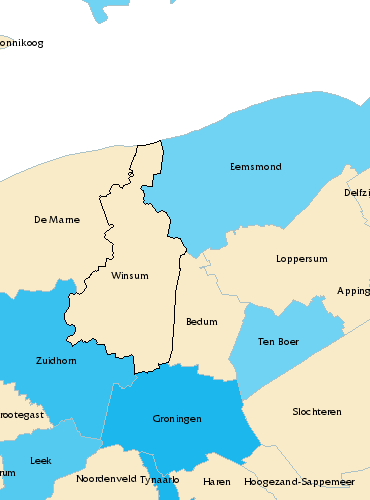 onnikoog
Eemsmond
Delfzi
De Marne
Loppersum
Winsum
Apping
Bedum
Ten Boer
Zuidhorn
Slochteren
rootegast
Groningen
Leek
rum
Noordenveld
Tynaarlo
Haren
Hoogezand-Sappemeer